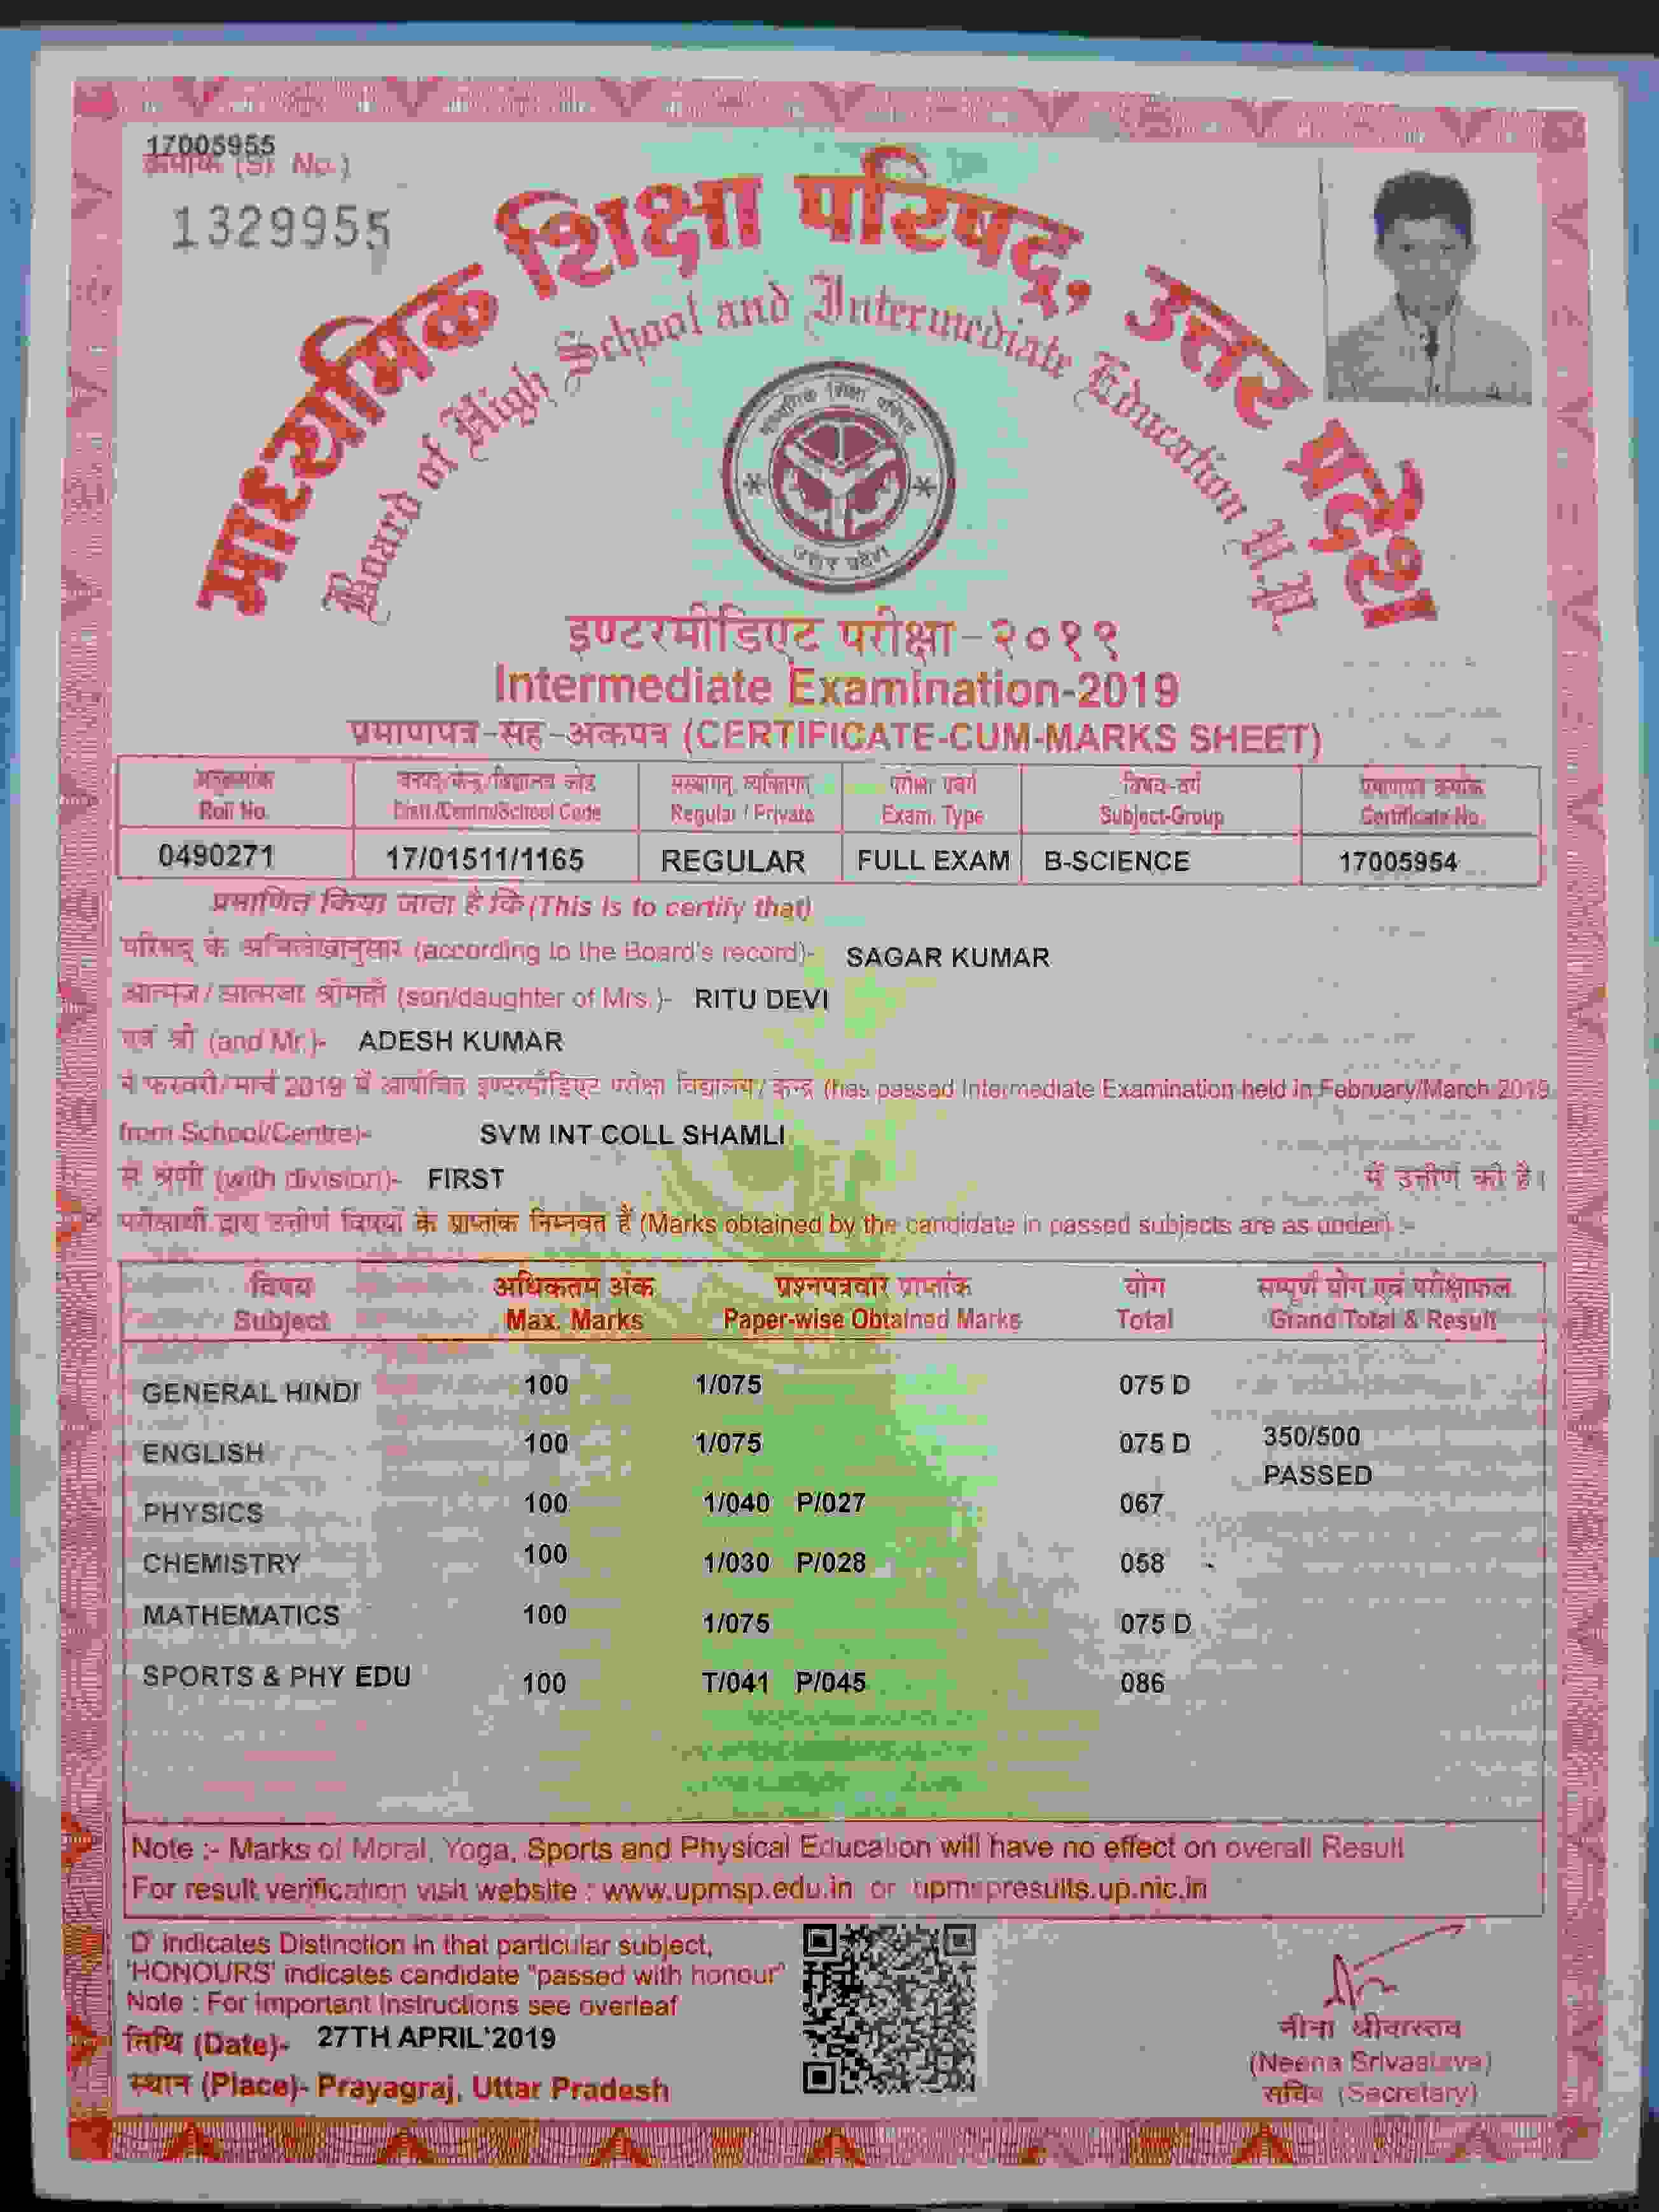 17005955
क्रमांक (Sr. No.)
1329955
माध्यमिक शिक्षा परिषद्, उत्तर प्रदेश
Board of High School and Intermediate Education U.P.
माध्यमिक शिक्षा परिषद्
उत्तर प्रदेश
इण्टरमीडिएट परीक्षा-२०१९
Intermediate Examination-2019
प्रमाणपत्र-सह-अंकपत्र (CERTIFICATE-CUM-MARKS SHEET)
अनुक्रमांक जनपद/केन्द्र/विद्यालय कोड संस्थागत/व्यक्तिगत परीक्षा प्रवर्ग विषय-वर्ग प्रमाणपत्र क्रमांक
Roll No. Distt./Centre/School Code Regular / Private Exam. Type Subject-Group Certificate No.
0490271 17/01511/1165 REGULAR FULL EXAM B-SCIENCE 17005954
प्रमाणित किया जाता है कि (This is to certify that)
परिषद् के अभिलेखानुसार (according to the Board's record)- SAGAR KUMAR
आत्मज/आत्मजा श्रीमती (son/daughter of Mrs.)- RITU DEVI
एवं श्री (and Mr.)- ADESH KUMAR
ने फरवरी/मार्च 2019 में आयोजित इण्टरमीडिएट परीक्षा विद्यालय/केन्द्र (has passed Intermediate Examination held in February/March 2019
from School/Centre)- SVM INT COLL SHAMLI
से श्रेणी (with division)- FIRST में उत्तीर्ण की है।
परीक्षार्थी द्वारा उत्तीर्ण विषयों के प्राप्तांक निम्नवत हैं (Marks obtained by the candidate in passed subjects are as under) :-
विषय अधिकतम अंक प्रश्नपत्रवार प्राप्तांक योग सम्पूर्ण योग एवं परीक्षाफल
Subject Max. Marks Paper-wise Obtained Marks Total Grand Total & Result
GENERAL HINDI 100 1/075 075 D
ENGLISH 100 1/075 075 D 350/500
PASSED
PHYSICS 100 1/040 P/027 067
CHEMISTRY 100 1/030 P/028 058
MATHEMATICS 100 1/075 075 D
SPORTS & PHY EDU 100 T/041 P/045 086
Note :- Marks of Moral, Yoga, Sports and Physical Education will have no effect on overall Result
For result verification visit website : www.upmsp.edu.in or upmspresults.up.nic.in
'D' indicates Distinction in that particular subject,
'HONOURS' indicates candidate "passed with honour"
Note : For important instructions see overleaf
तिथि (Date)- 27TH APRIL'2019
स्थान (Place)- Prayagraj, Uttar Pradesh
नीना श्रीवास्तव
(Neena Srivastava)
सचिव (Secretary)